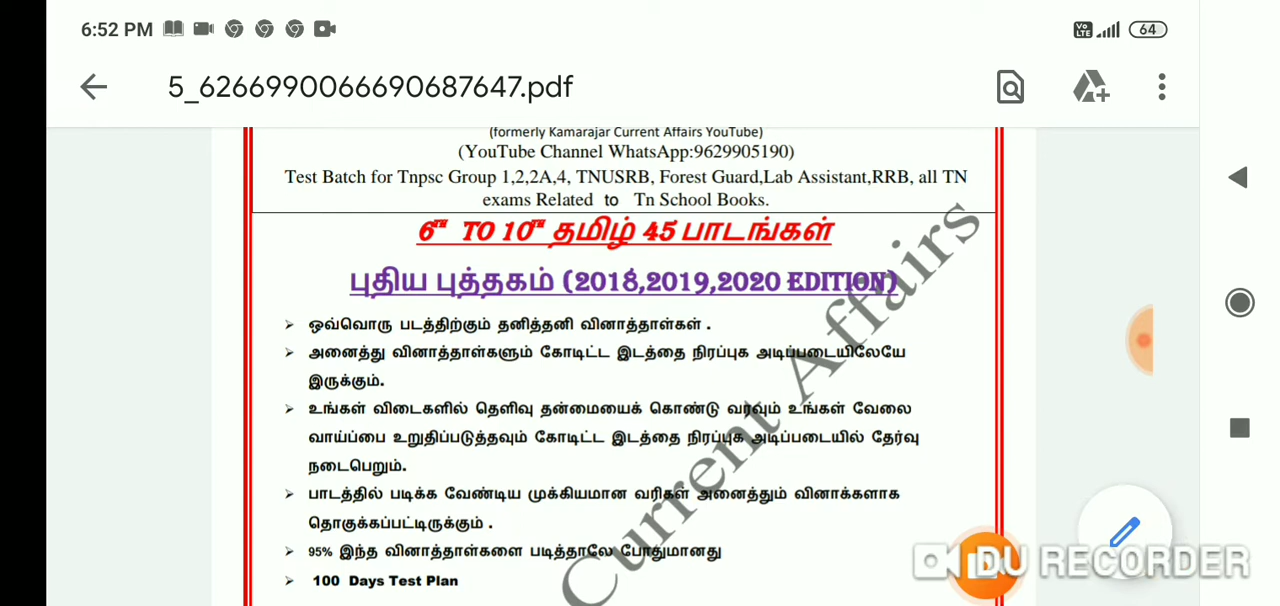 6:52 PM 64
5_6266990066690687647.pdf
(formerly Kamarajar Current Affairs YouTube)
(YouTube Channel WhatsApp:9629905190)
Test Batch for Tnpsc Group 1,2,2A,4, TNUSRB, Forest Guard,Lab Assistant,RRB, all TN
exams Related to Tn School Books.
6TH TO 10TH தமிழ் 45 பாடங்கள்
புதிய புத்தகம் (2018,2019,2020 EDITION)
ஒவ்வொரு படத்திற்கும் தனித்தனி வினாத்தாள்கள் .
அனைத்து வினாத்தாள்களும் கோடிட்ட இடத்தை நிரப்புக அடிப்படையிலேயே
இருக்கும்.
உங்கள் விடைகளில் தெளிவு தன்மையைக் கொண்டு வரவும் உங்கள் வேலை
வாய்ப்பை உறுதிப்படுத்தவும் கோடிட்ட இடத்தை நிரப்புக அடிப்படையில் தேர்வு
நடைபெறும்.
பாடத்தில் படிக்க வேண்டிய முக்கியமான வரிகள் அனைத்தும் வினாக்களாக
தொகுக்கப்பட்டிருக்கும் .
95% இந்த வினாத்தாள்களை படித்தாலே போதுமானது
100 Days Test Plan
Current Affairs
DU RECORDER